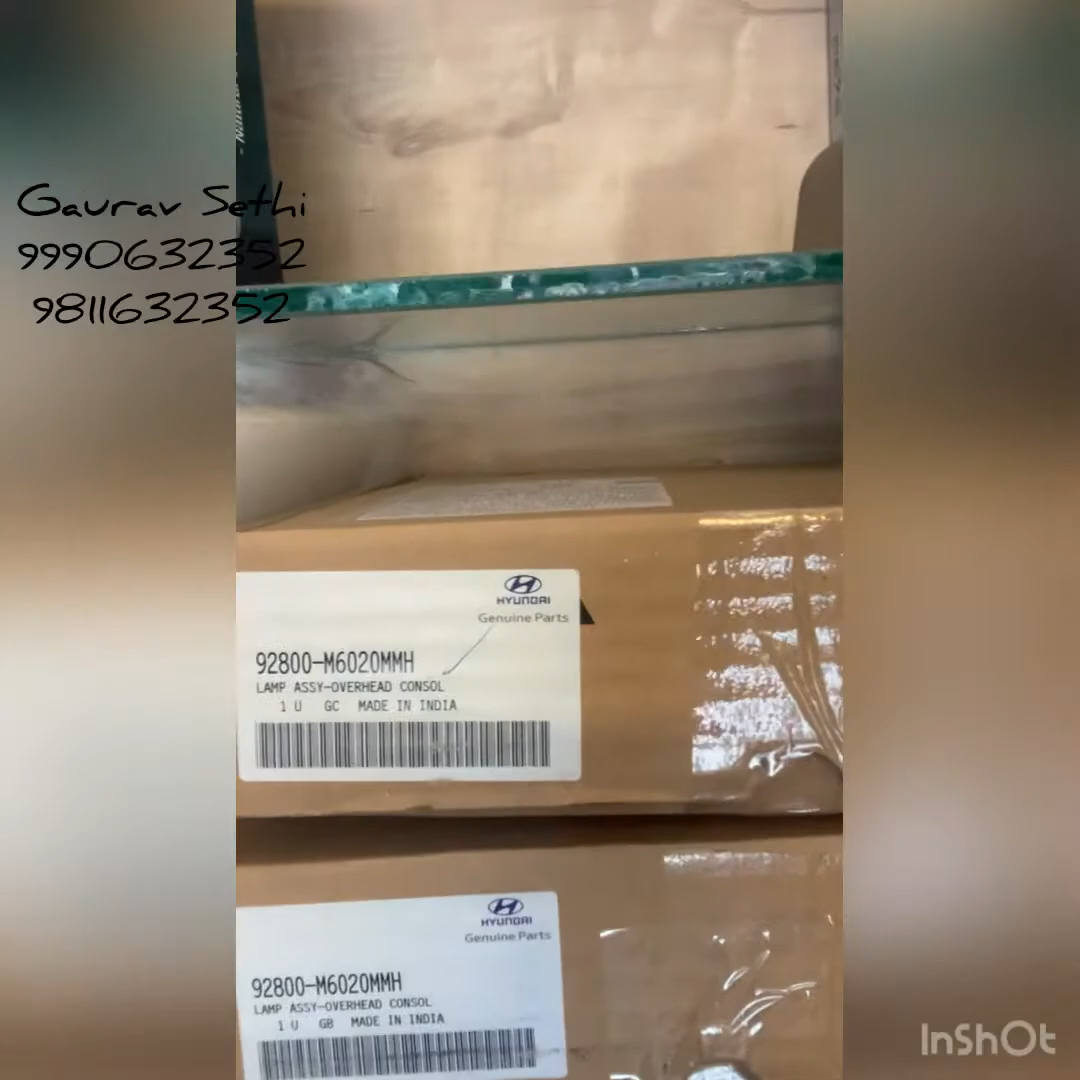 Gaurav Sethi
9990632352
9811632352
HYUNDAI
Genuine Parts
92800-M6020MMH
LAMP ASSY-OVERHEAD CONSOL
1 U GC MADE IN INDIA
HYUNDAI
Genuine Parts
92800-M6020MMH
LAMP ASSY-OVERHEAD CONSOL
1 U GB MADE IN INDIA
InShOt